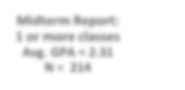 Midterm Report:
1 or more classes
Avg. GPA = 2.31
N = 214